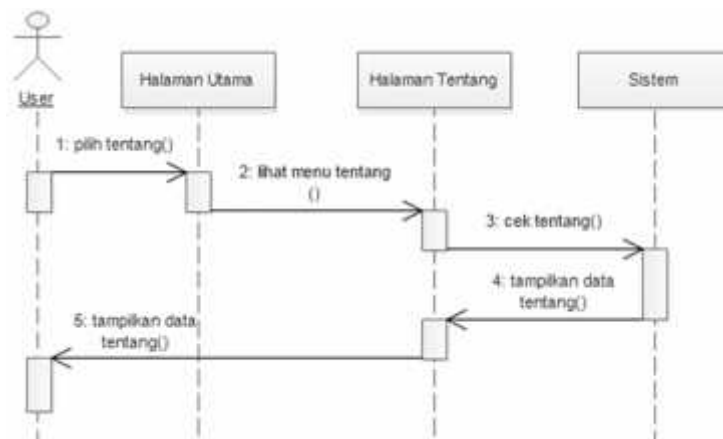 User
Halaman Utama
Halaman Tentang
Sistem
1: pilih tentang()
2: lihat menu tentang
()
3: cek tentang()
4: tampilkan data
tentang()
5: tampilkan data
tentang()